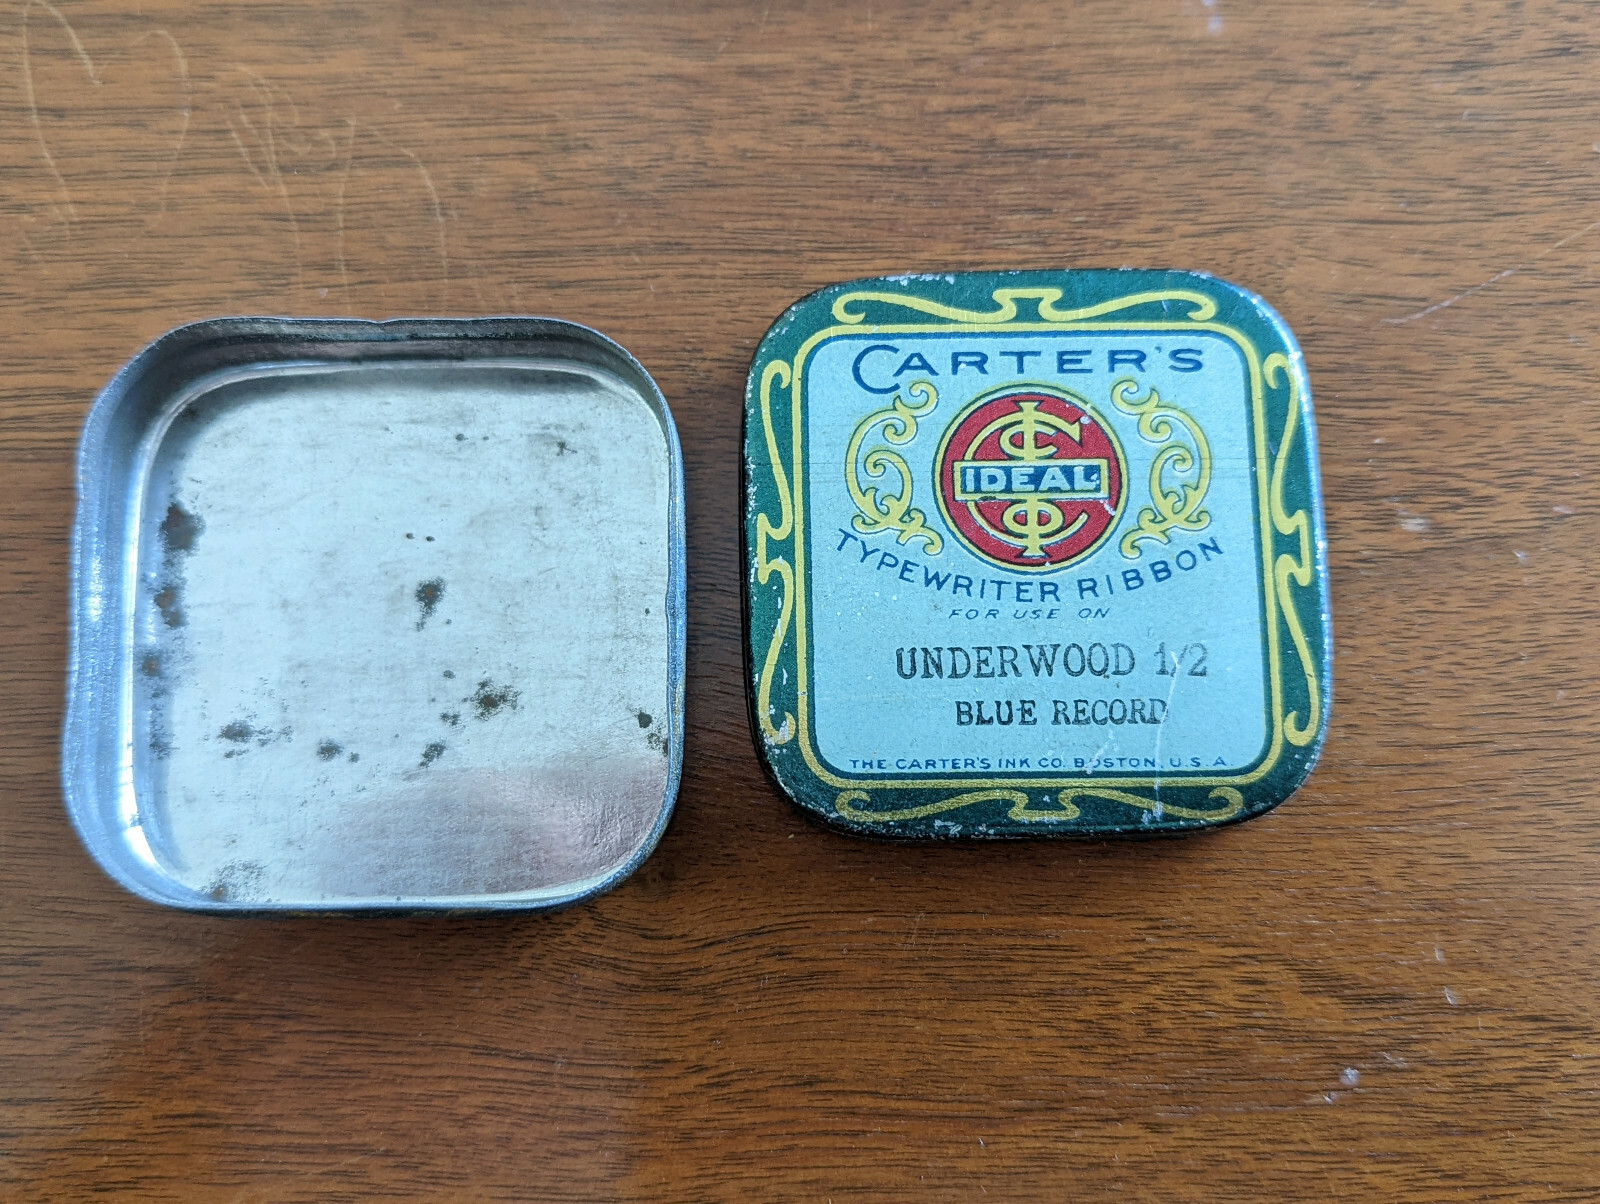 CARTER'S
IDEAL
TYPEWRITER RIBBON
FOR USE ON
UNDERWOOD 1/2
BLUE RECORD
THE CARTER'S INK CO. BOSTON, U.S.A.